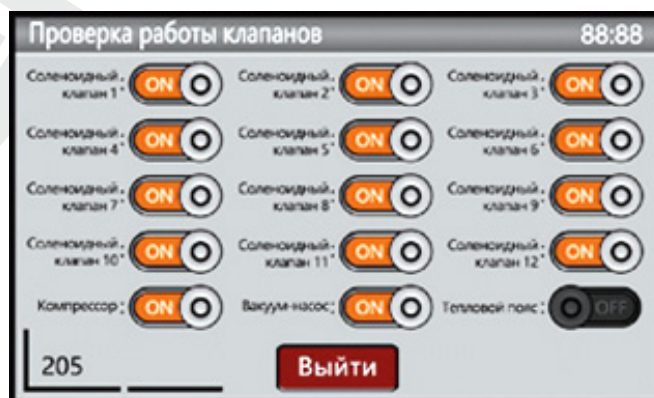 Проверка работы клапанов 88:88
Соленоидный. клапан 1 ON Соленоидный. клапан 2 ON Соленоидный. клапан 3 ON
Соленоидный. клапан 4 ON Соленоидный. клапан 5 ON Соленоидный. клапан 6 ON
Соленоидный. клапан 7 ON Соленоидный. клапан 8 ON Соленоидный. клапан 9 ON
Соленоидный. клапан 10 ON Соленоидный. клапан 11 ON Соленоидный. клапан 12 ON
Компрессор: ON Вакуум-насос: ON Тепловой пояс: OFF
205 Выйти